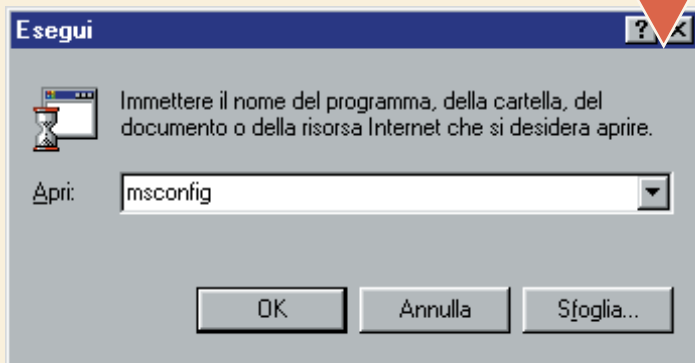 Esegui
Immettere il nome del programma, della cartella, del
documento o della risorsa Internet che si desidera aprire.
Apri: msconfig
OK Annulla Sfoglia...